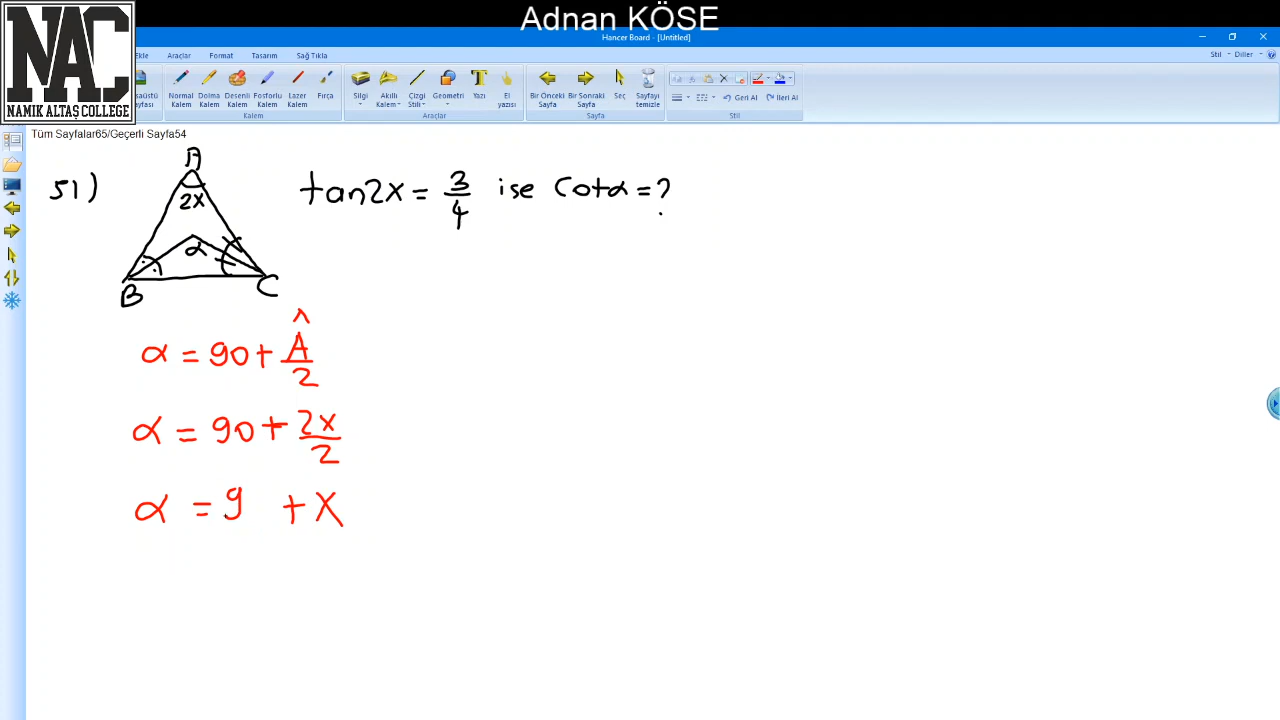 Adnan KÖSE
Hancer Board - [Untitled]
NAC
NAMIK ALTAŞ COLLEGE
Ekle Araçlar Format Tasarım Sağ Tıkla
Stil Diller
Normal Kalem Dolma Kalem Desenli Kalem Fosforlu Kalem Lazer Kalem Fırça
Silgi Akıllı Kalem Çizgi Stili Geometri Yazı El yazısı
Bir Önceki Sayfa Bir Sonraki Sayfa Seç Sayfayı temizle
Geri Al İleri Al
Kalem Araçlar Sayfa Stil
Tüm Sayfalar65/Geçerli Sayfa54
51)
A
2x
α
B C
tan2x = 3/4 ise Cotα = ?
α = 90 + Â/2
α = 90 + 2x/2
α = 9 + x